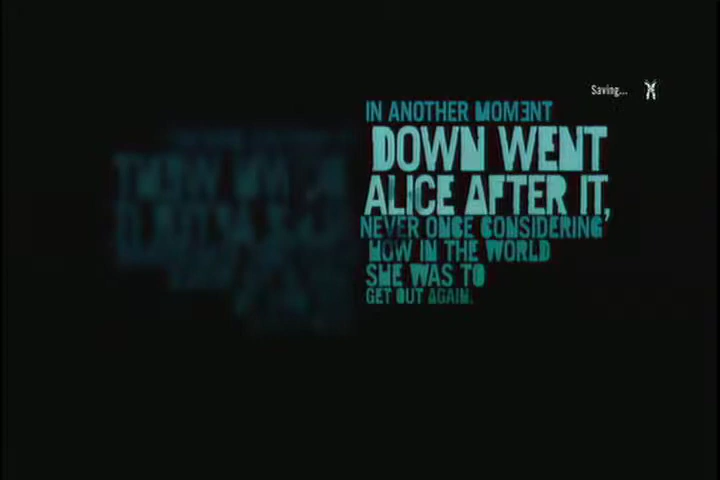 Saving...
IN ANOTHER MOMENT
DOWN WENT
ALICE AFTER IT,
NEVER ONCE CONSIDERING
HOW IN THE WORLD
SHE WAS TO
GET OUT AGAIN.